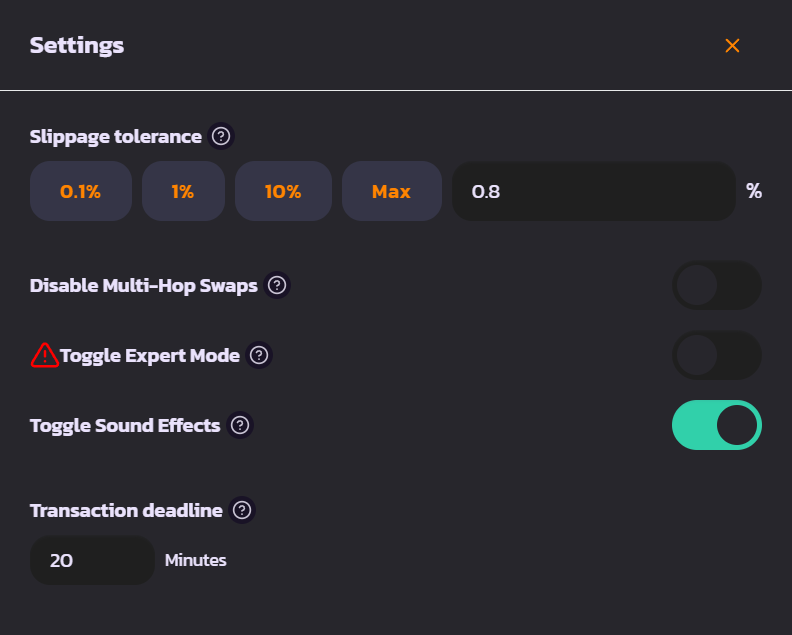 Settings
Slippage tolerance
0.1% 1% 10% Max 0.8 %
Disable Multi-Hop Swaps
Toggle Expert Mode
Toggle Sound Effects
Transaction deadline
20 Minutes